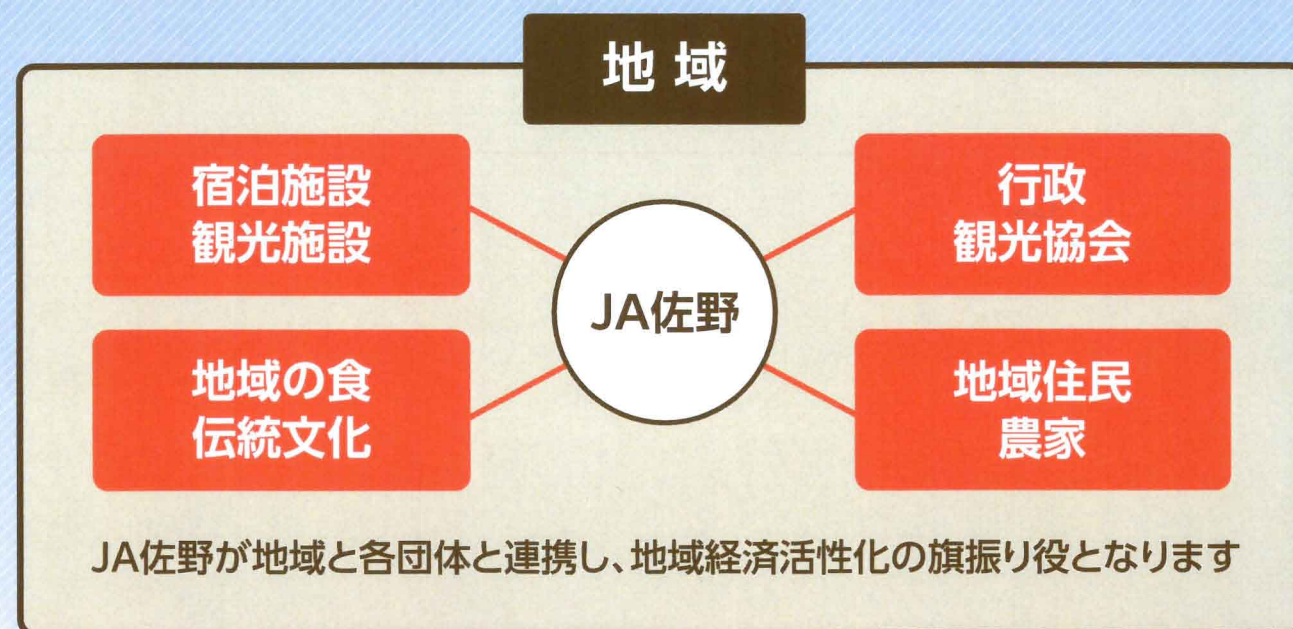 地域
宿泊施設
観光施設
行政
観光協会
JA佐野
地域の食
伝統文化
地域住民
農家
JA佐野が地域と各団体と連携し、地域経済活性化の旗振り役となります